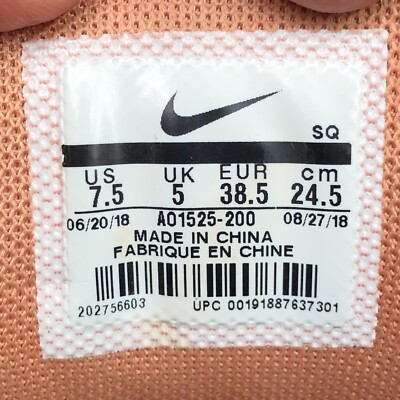 SQ
US UK EUR cm
7.5 5 38.5 24.5
06/20/18 AO1525-200 08/27/18
MADE IN CHINA
FABRIQUE EN CHINE
202756603 UPC 00191887637301